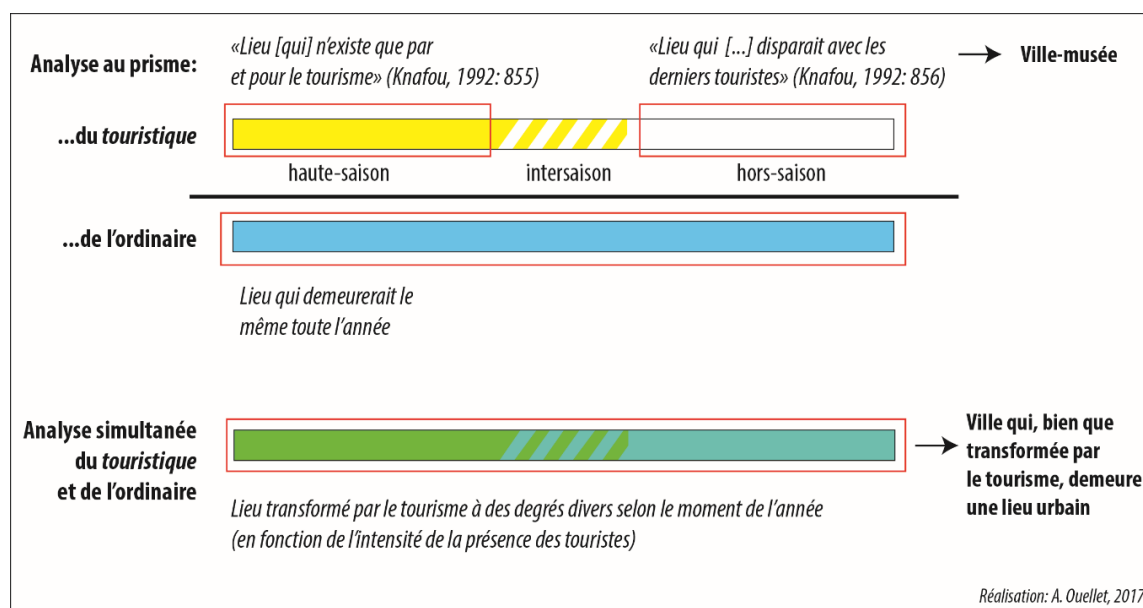 Analyse au prisme:
«Lieu [qui] n'existe que par
et pour le tourisme» (Knafou, 1992: 855)
«Lieu qui [...] disparait avec les
derniers touristes» (Knafou, 1992: 856)
Ville-musée
...du touristique
haute-saison
intersaison
hors-saison
...de l'ordinaire
Lieu qui demeurerait le
même toute l'année
Analyse simultanée
du touristique
et de l'ordinaire
Ville qui, bien que
transformée par
le tourisme, demeure
une lieu urbain
Lieu transformé par le tourisme à des degrés divers selon le moment de l'année
(en fonction de l'intensité de la présence des touristes)
Réalisation: A. Ouellet, 2017